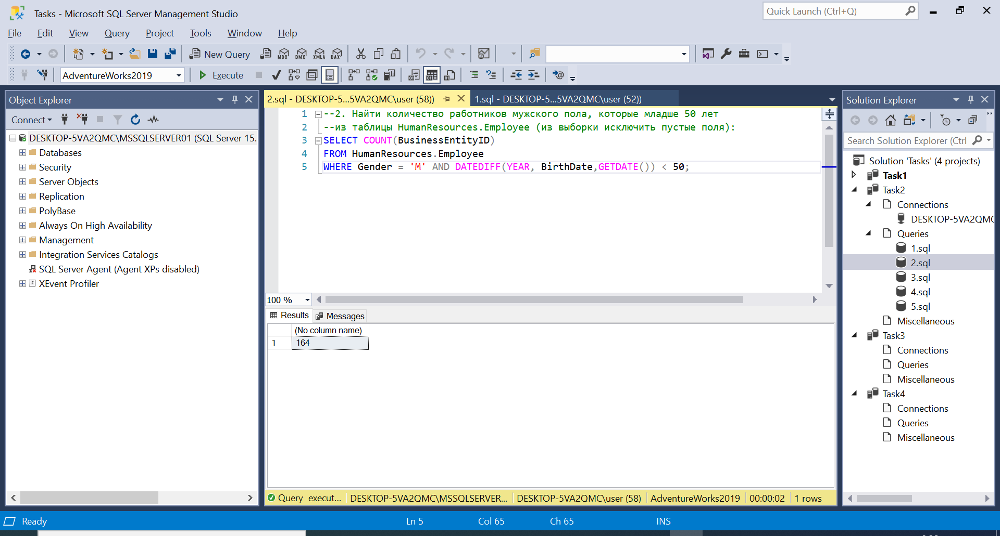 Tasks - Microsoft SQL Server Management Studio
Quick Launch (Ctrl+Q)
File Edit View Query Project Tools Window Help
New Query MDX DMX XMLA DAX
AdventureWorks2019 Execute
Object Explorer
Connect
DESKTOP-5VA2QMC\MSSQLSERVER01 (SQL Server 15.
Databases
Security
Server Objects
Replication
PolyBase
Always On High Availability
Management
Integration Services Catalogs
SQL Server Agent (Agent XPs disabled)
XEvent Profiler
2.sql - DESKTOP-5...5VA2QMC\user (58))
1.sql - DESKTOP-5...5VA2QMC\user (52))
1 --2. Найти количество работников мужского пола, которые младше 50 лет
2 --из таблицы HumanResources.Employee (из выборки исключить пустые поля):
3 SELECT COUNT(BusinessEntityID)
4 FROM HumanResources.Employee
5 WHERE Gender = 'M' AND DATEDIFF(YEAR, BirthDate,GETDATE()) < 50;
100 %
Results Messages
(No column name)
1 164
Query execut... DESKTOP-5VA2QMC\MSSQLSERVER... DESKTOP-5VA2QMC\user (58) AdventureWorks2019 00:00:02 1 rows
Solution Explorer
Search Solution Explorer (Ctrl
Solution 'Tasks' (4 projects)
Task1
Task2
Connections
DESKTOP-5VA2QMC
Queries
1.sql
2.sql
3.sql
4.sql
5.sql
Miscellaneous
Task3
Connections
Queries
Miscellaneous
Task4
Connections
Queries
Miscellaneous
Ready Ln 5 Col 65 Ch 65 INS